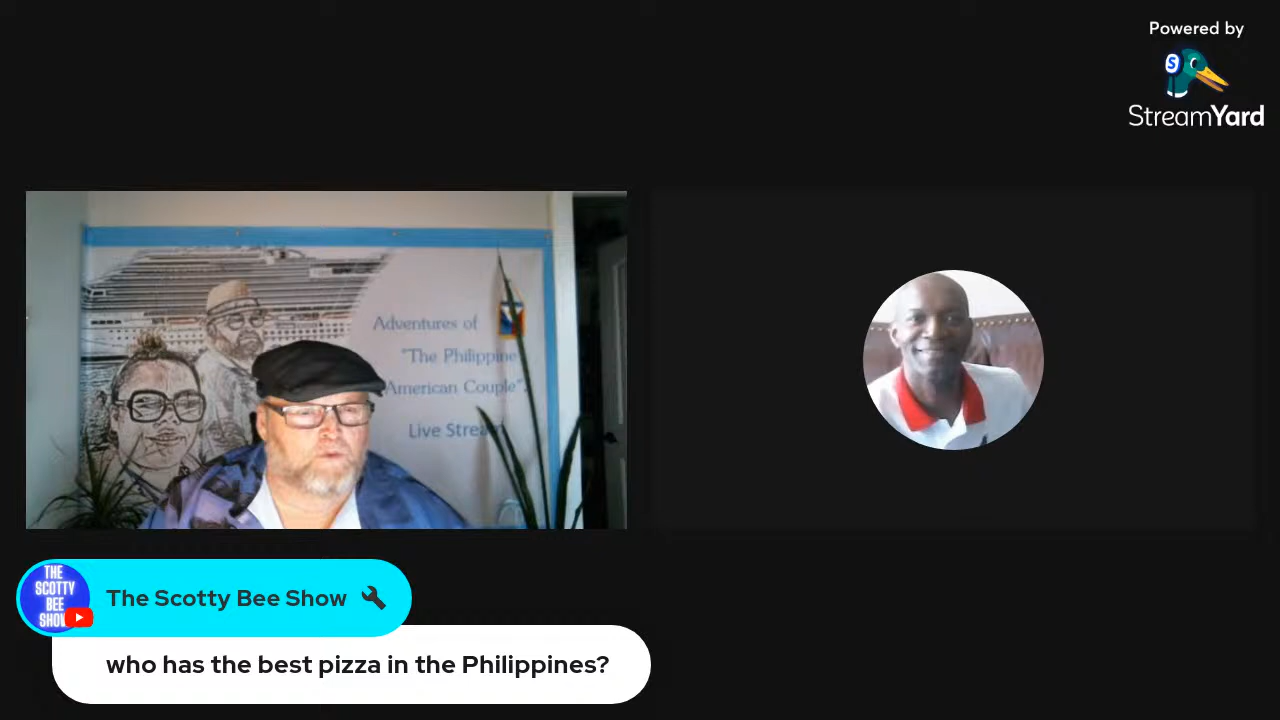 Powered by
S
StreamYard
Adventures of
"The Philippine
American Couple"
Live Stream
THE
SCOTTY
BEE
SHOW
The Scotty Bee Show
who has the best pizza in the Philippines?